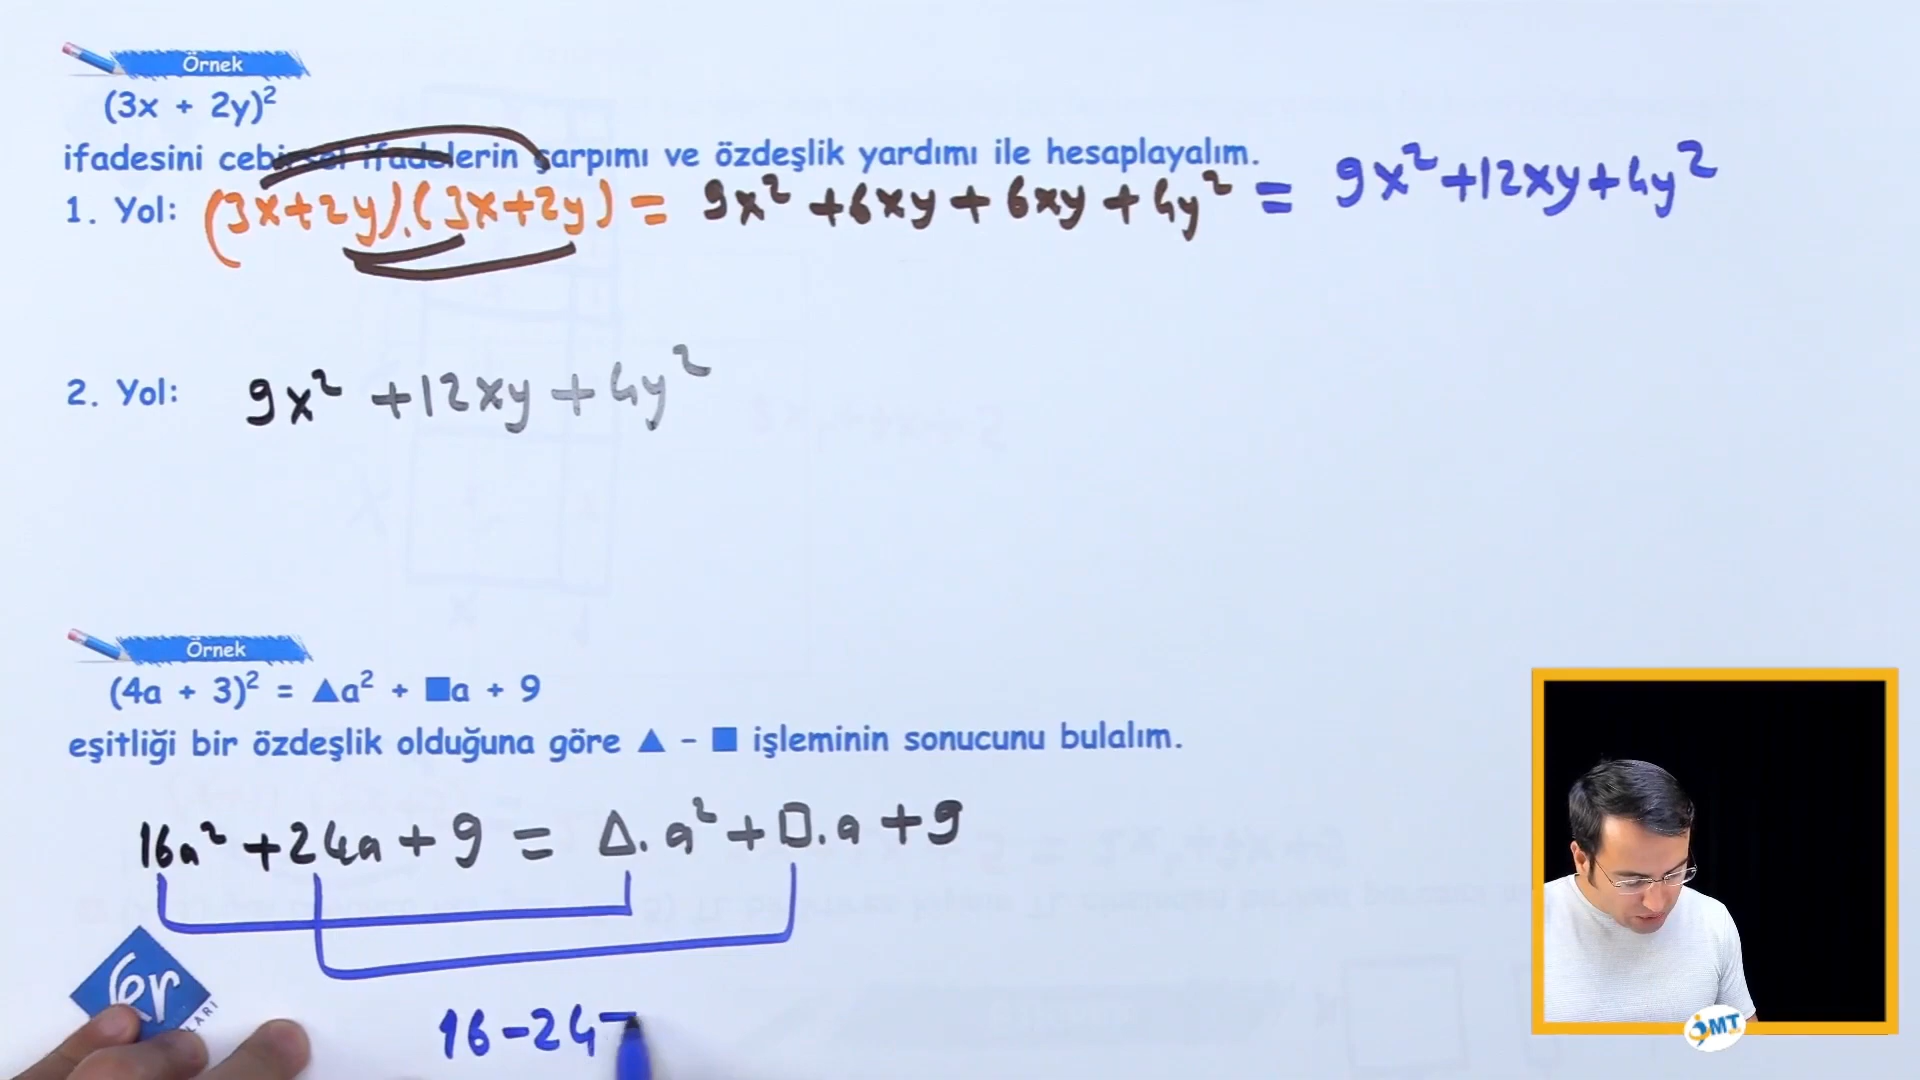 Örnek
(3x + 2y)²
ifadesini cebirsel ifadelerin çarpımı ve özdeşlik yardımı ile hesaplayalım.
1. Yol: (3x+2y).(3x+2y) = 9x² + 6xy + 6xy + 4y² = 9x² + 12xy + 4y²
2. Yol: 9x² + 12xy + 4y²
Örnek
(4a + 3)² = ▲a² + ■a + 9
eşitliği bir özdeşlik olduğuna göre ▲ - ■ işleminin sonucunu bulalım.
16a² + 24a + 9 = △.a² + □.a + 9
16-24=
IMT